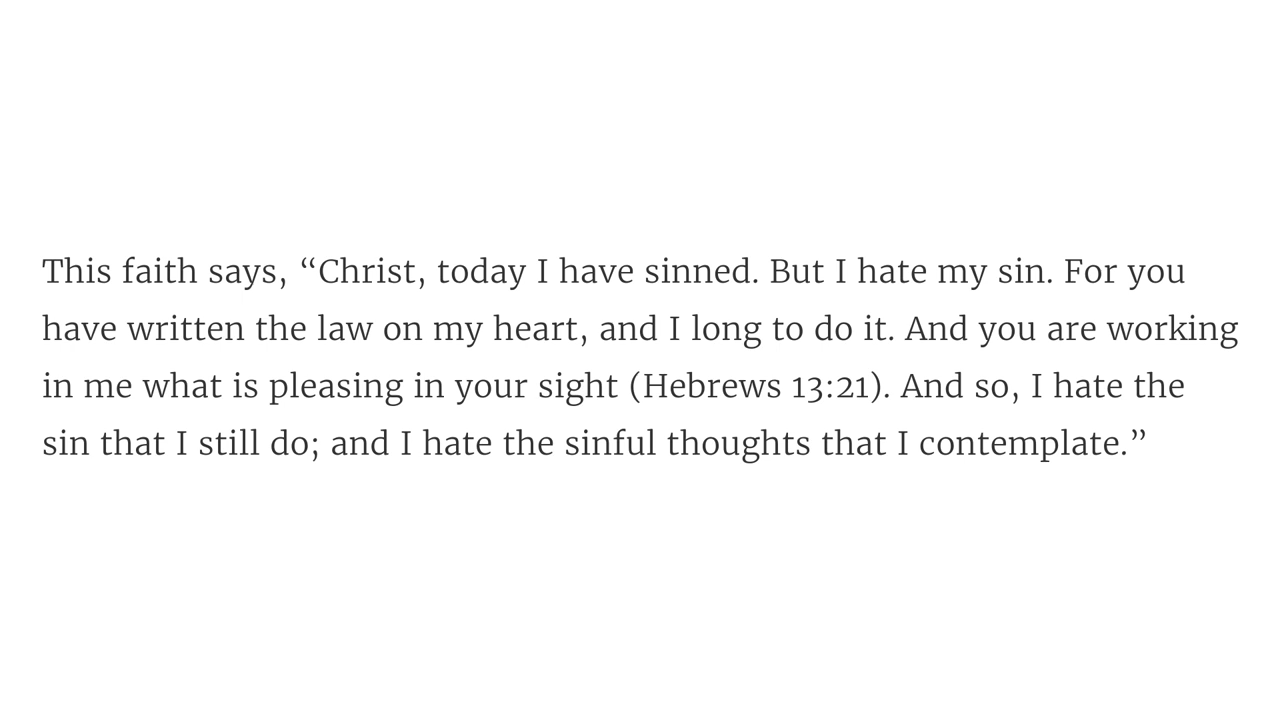 This faith says, “Christ, today I have sinned. But I hate my sin. For you
have written the law on my heart, and I long to do it. And you are working
in me what is pleasing in your sight (Hebrews 13:21). And so, I hate the
sin that I still do; and I hate the sinful thoughts that I contemplate.”